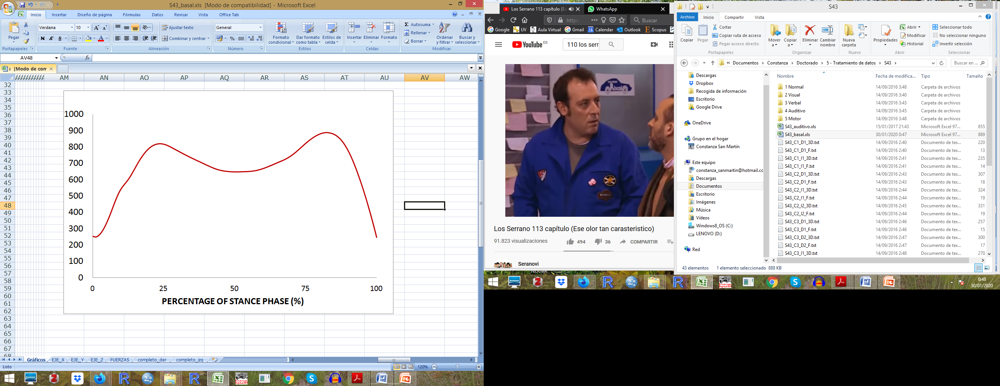 S43_basal.xls [Modo de compatibilidad] - Microsoft Excel
Inicio Insertar Diseño de página Fórmulas Datos Revisar Vista Office Tab
Pegar
Portapapeles
Verdana 10
N K S
Fuente
Ajustar texto
Combinar y centrar
Alineación
General
% 000
Número
Formato condicional
Dar formato como tabla
Estilos de celda
Estilos
Insertar Eliminar Formato
Celdas
Autosuma
Rellenar
Borrar
Ordenar y filtrar
Buscar y seleccionar
Modificar
AV48 fx
[Modo de com
AM AN AO AP AQ AR AS AT AU AV AW
32
33
34
35
36
37
38
39
40
41
42
43
44
45
46
47
48
49
50
51
52
53
54
55
56
57
58
59
60
61
62
63
64
65
66
67
68
1000
900
800
700
600
500
400
300
200
100
0
0 25 50 75 100
PERCENTAGE OF STANCE PHASE (%)
Gráficos EJE_X EJE_Y EJE_Z FUERZAS completo_der completo_izq
Listo 120%
Los Serrano 113 capítulo (Es WhatsApp
https: Buscar
Google UV Aula Virtual Gmail Calendar Outlook Scopus
YouTube ES
110 los serr
Riscal
Los Serrano 113 capítulo (Ese olor tan carasteristico)
91.823 visualizaciones 494 36 COMPARTIR
Seranovi
reciclaje
S43
Archivo Inicio Compartir Vista
Copiar Pegar
Cortar
Copiar ruta de acceso
Pegar acceso directo
Portapapeles
Mover a
Copiar a
Eliminar
Cambiar nombre
Organizar
Nueva carpeta
Nuevo
Propiedades
Abrir
Modificar
Historial
Abrir
Seleccionar todo
No seleccionar ninguno
Invertir selección
Seleccionar
« Documentos Constanza Doctorado 5 - Tratamiento de datos S43 Buscar en ...
Descargas
Dropbox
Recogida de información
Escritorio
Google Drive
OneDrive
Grupo en el hogar
Constanza San Martín
Este equipo
constanza_sanmartin@hotmail.cc
Descargas
Documentos
Escritorio
Imágenes
Música
Vídeos
Windows8_OS (C:)
LENOVO (D:)
Red
Nombre Fecha de modifica... Tipo Tamaño
1 Normal 14/09/2016 3:48 Carpeta de archivos
2 Visual 14/09/2016 3:40 Carpeta de archivos
3 Verbal 14/09/2016 3:43 Carpeta de archivos
4 Auditivo 14/09/2016 3:45 Carpeta de archivos
5 Motor 14/09/2016 3:48 Carpeta de archivos
S43_auditivo.xls 15/01/2017 21:43 Microsoft Excel 97... 855
S43_basal.xls 30/01/2020 0:47 Microsoft Excel 97... 889
S43_C1_D1_3D.txt 14/09/2016 2:40 Documento de tex... 220
S43_C1_D1_F.txt 14/09/2016 2:40 Documento de tex... 13
S43_C1_I1_3D.txt 14/09/2016 2:41 Documento de tex... 235
S43_C1_I1_F.txt 14/09/2016 2:41 Documento de tex... 14
S43_C2_D1_3D.txt 14/09/2016 2:43 Documento de tex... 307
S43_C2_D1_F.txt 14/09/2016 2:43 Documento de tex... 18
S43_C2_I1_3D.txt 14/09/2016 2:44 Documento de tex... 324
S43_C2_I1_F.txt 14/09/2016 2:44 Documento de tex... 19
S43_C2_I2_3D.txt 14/09/2016 2:45 Documento de tex... 331
S43_C2_I2_F.txt 14/09/2016 2:44 Documento de tex... 19
S43_C3_D1_3D.txt 14/09/2016 2:46 Documento de tex... 257
S43_C3_D1_F.txt 14/09/2016 2:46 Documento de tex... 15
S43_C3_D2_3D.txt 14/09/2016 2:47 Documento de tex... 300
S43_C3_D2_F.txt 14/09/2016 2:47 Documento de tex... 17
S43_C3_I1_3D.txt 14/09/2016 2:48 Documento de tex... 270
43 elementos 1 elemento seleccionado 888 KB
0:48
30/01/2020